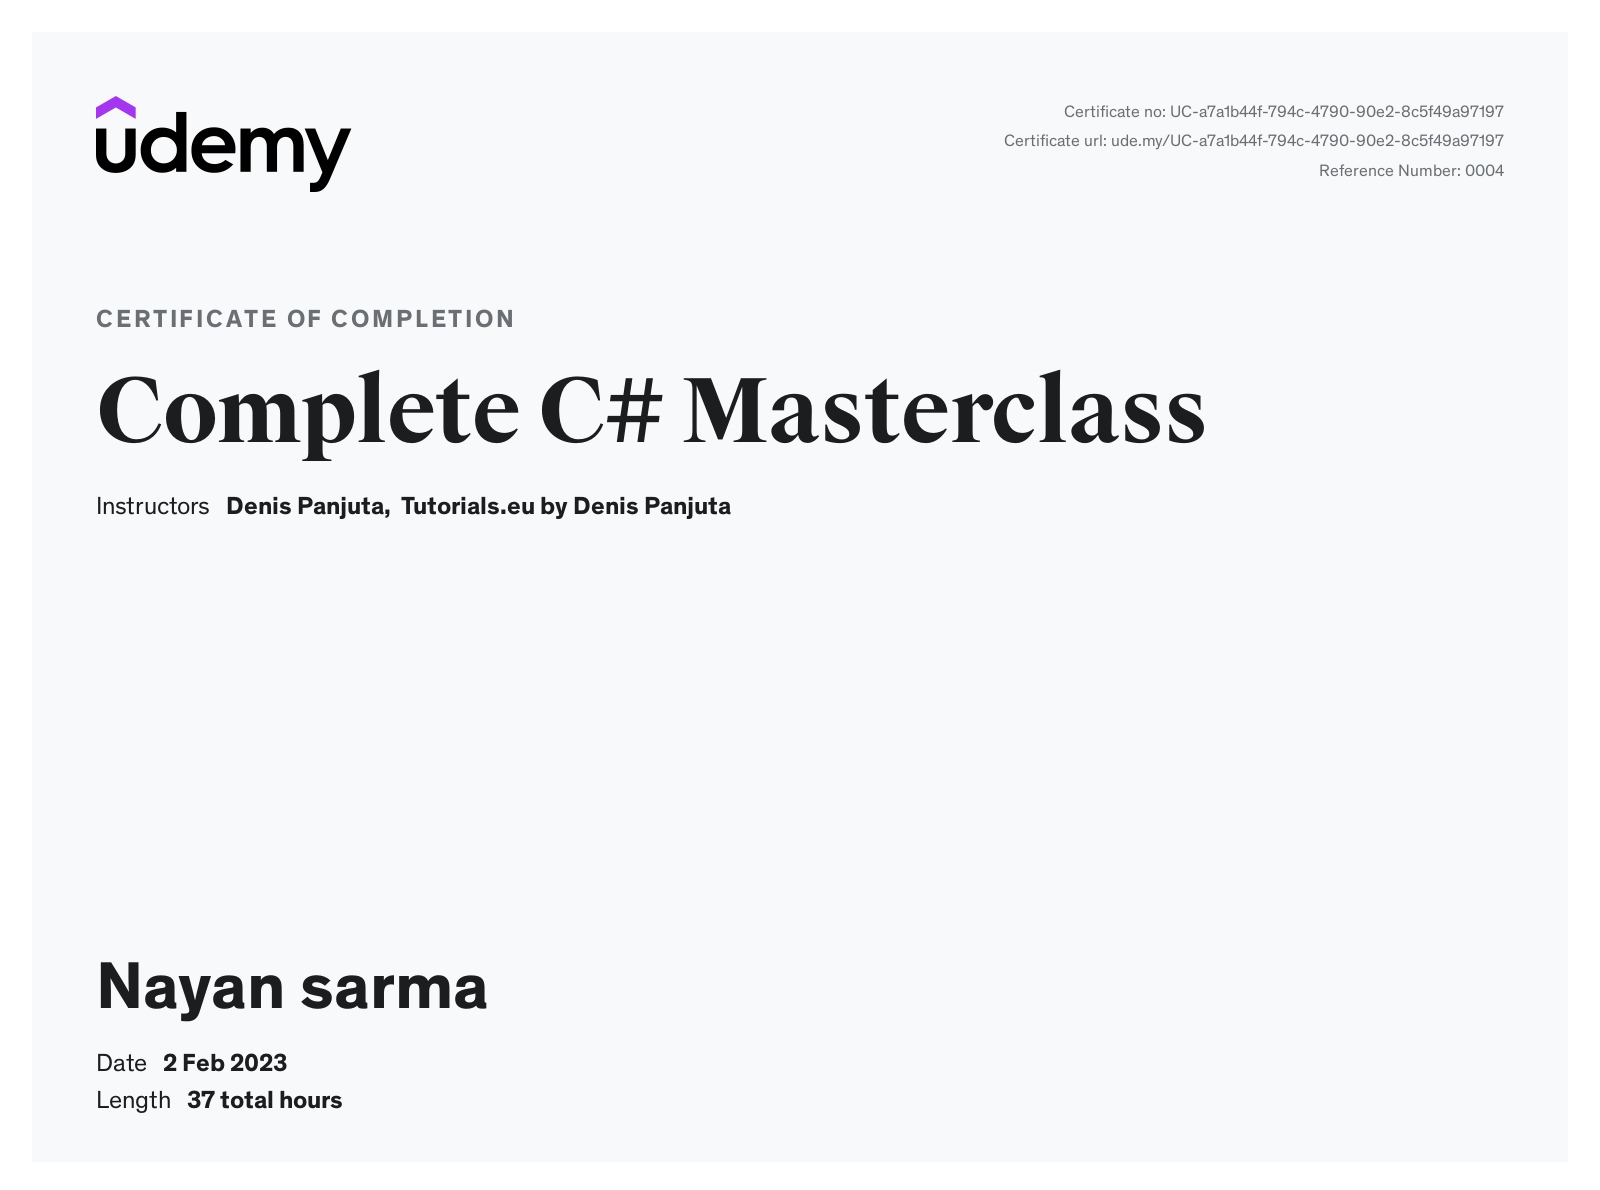 udemy
Certificate no: UC-a7a1b44f-794c-4790-90e2-8c5f49a97197
Certificate url: ude.my/UC-a7a1b44f-794c-4790-90e2-8c5f49a97197
Reference Number: 0004
CERTIFICATE OF COMPLETION
Complete C# Masterclass
Instructors Denis Panjuta, Tutorials.eu by Denis Panjuta
Nayan sarma
Date 2 Feb 2023
Length 37 total hours